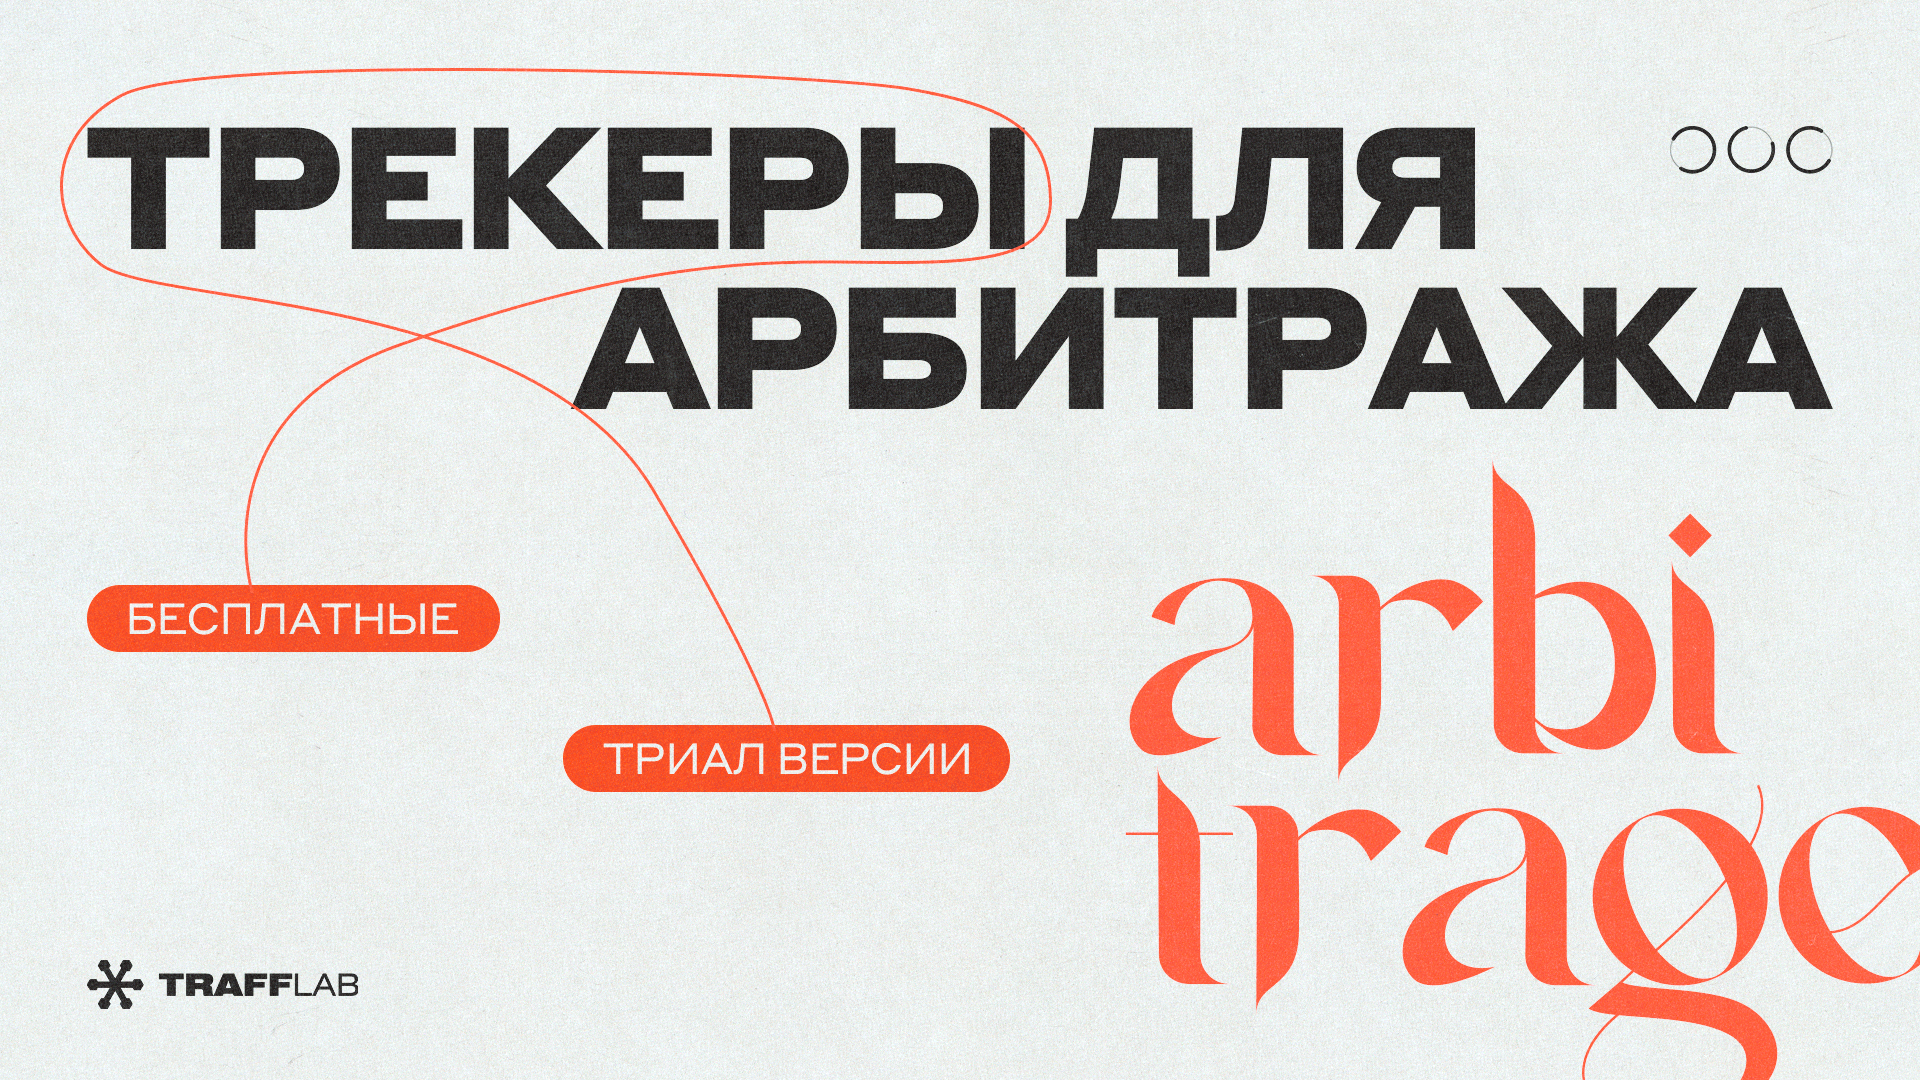 ТРЕКЕРЫ ДЛЯ
АРБИТРАЖА
БЕСПЛАТНЫЕ
ТРИАЛ ВЕРСИИ
arbi
trage
TRAFFLAB